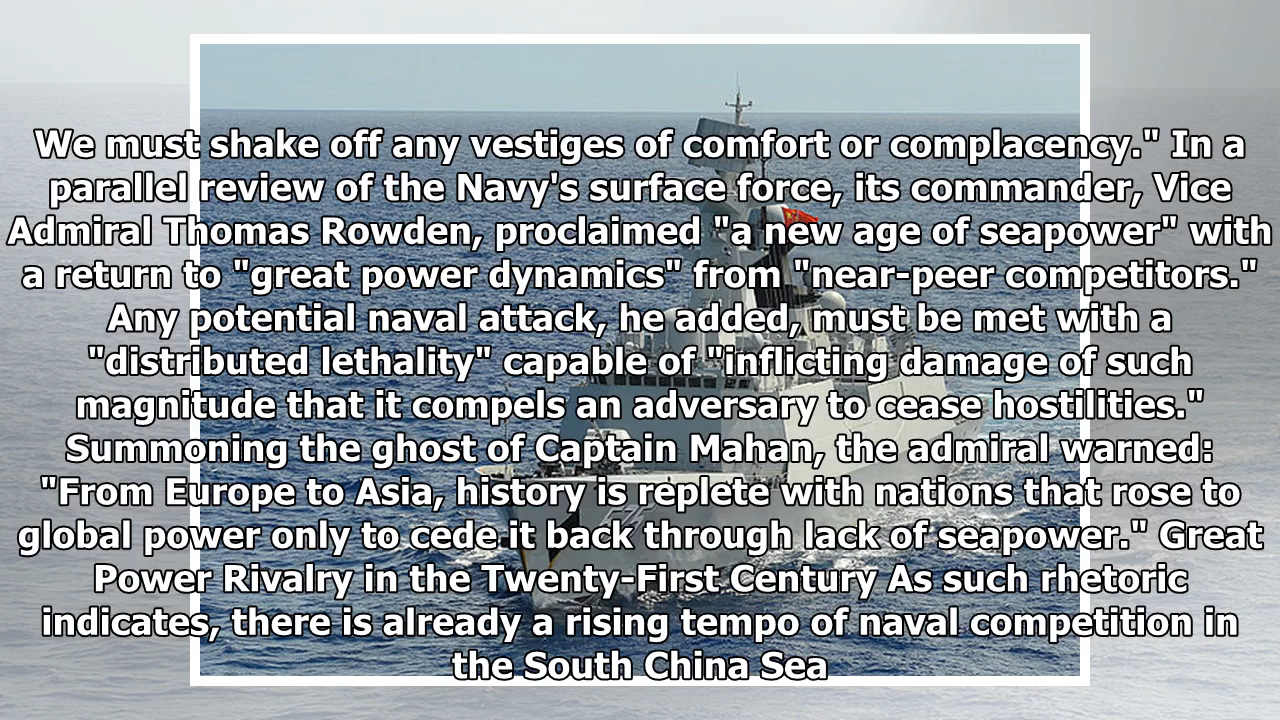 We must shake off any vestiges of comfort or complacency." In a
parallel review of the Navy's surface force, its commander, Vice
Admiral Thomas Rowden, proclaimed "a new age of seapower" with
a return to "great power dynamics" from "near-peer competitors."
Any potential naval attack, he added, must be met with a
"distributed lethality" capable of "inflicting damage of such
magnitude that it compels an adversary to cease hostilities."
Summoning the ghost of Captain Mahan, the admiral warned:
"From Europe to Asia, history is replete with nations that rose to
global power only to cede it back through lack of seapower." Great
Power Rivalry in the Twenty-First Century As such rhetoric
indicates, there is already a rising tempo of naval competition in
the South China Sea